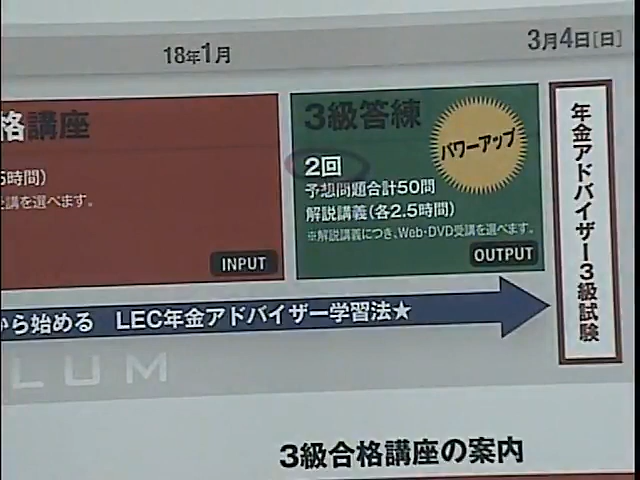 18年1月
3月4日[日]
格講座
5時間)
受講を選べます。
INPUT
3級答練
パワーアップ
2回
予想問題合計50問
解説講義(各2.5時間)
※解説講義につき、Web・DVD受講を選べます。
OUTPUT
年金アドバイザー3級試験
から始める LEC年金アドバイザー学習法★
LUM
3級合格講座の案内